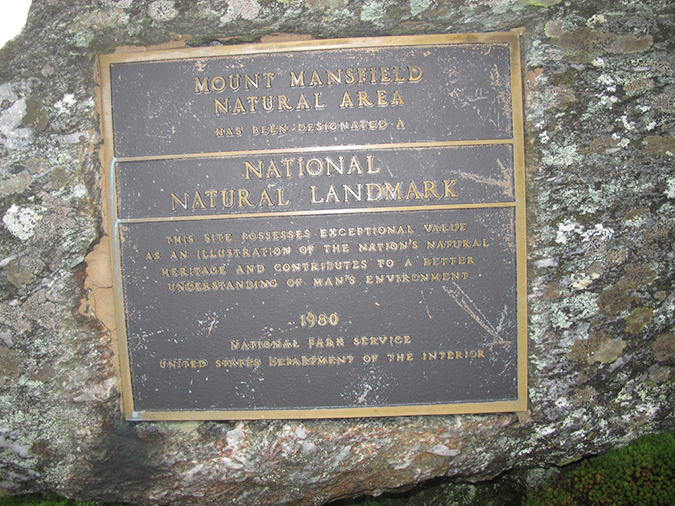 MOUNT MANSFIELD
NATURAL AREA
HAS BEEN DESIGNATED A
NATIONAL
NATURAL LANDMARK
THIS SITE POSSESSES EXCEPTIONAL VALUE
AS AN ILLUSTRATION OF THE NATION'S NATURAL
HERITAGE AND CONTRIBUTES TO A BETTER
UNDERSTANDING OF MAN'S ENVIRONMENT
1980
NATIONAL PARK SERVICE
UNITED STATES DEPARTMENT OF THE INTERIOR